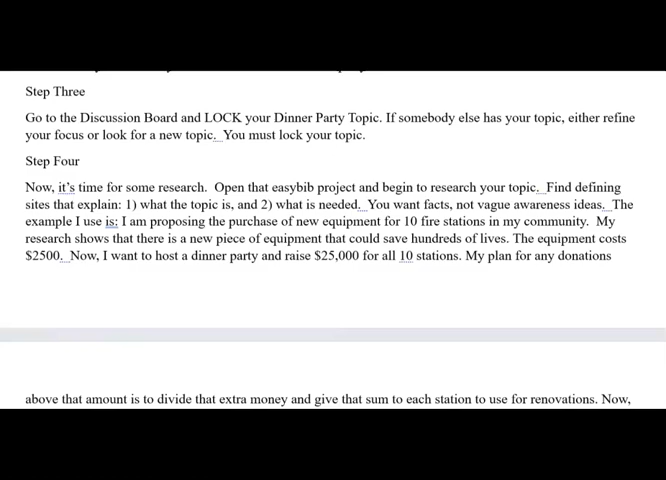 Step Three
Go to the Discussion Board and LOCK your Dinner Party Topic. If somebody else has your topic, either refine
your focus or look for a new topic. You must lock your topic.
Step Four
Now, it's time for some research. Open that easybib project and begin to research your topic. Find defining
sites that explain: 1) what the topic is, and 2) what is needed. You want facts, not vague awareness ideas. The
example I use is: I am proposing the purchase of new equipment for 10 fire stations in my community. My
research shows that there is a new piece of equipment that could save hundreds of lives. The equipment costs
$2500. Now, I want to host a dinner party and raise $25,000 for all 10 stations. My plan for any donations
above that amount is to divide that extra money and give that sum to each station to use for renovations. Now,